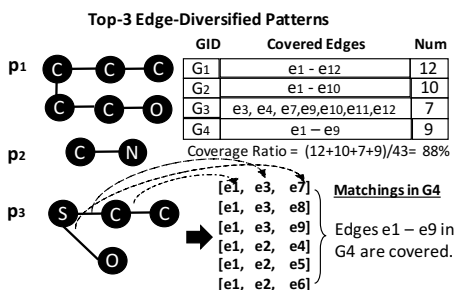 Top-3 Edge-Diversified Patterns
p1
C C C
C C O
p2
C N
p3
S C C
O
GID Covered Edges Num
G1 e1 - e12 12
G2 e1 - e10 10
G3 e3, e4, e7,e9,e10,e11,e12 7
G4 e1 – e9 9
Coverage Ratio = (12+10+7+9)/43= 88%
[e1, e3, e7]
[e1, e3, e8]
[e1, e3, e9]
[e1, e2, e4]
[e1, e2, e5]
[e1, e2, e6]
Matchings in G4
Edges e1 – e9 in
G4 are covered.